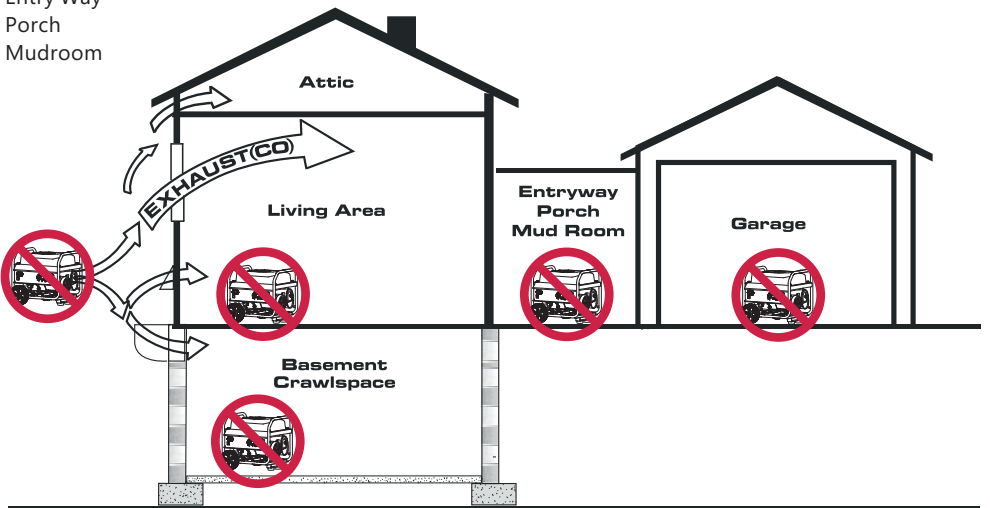 Porch
Mudroom
Attic
EXHAUST(CO)
Living Area
Entryway
Porch
Mud Room
Garage
Basement
Crawlspace